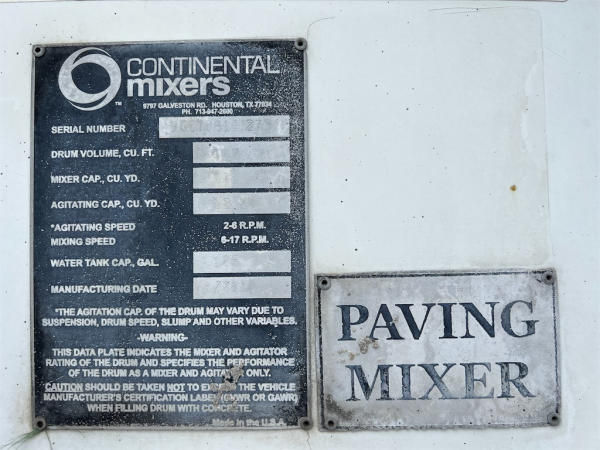 CONTINENTAL
mixers
TM
9797 GALVESTON RD. HOUSTON, TX 77034
PH. 713-947-2600
SERIAL NUMBER
DRUM VOLUME, CU. FT.
MIXER CAP., CU. YD.
AGITATING CAP., CU. YD.
*AGITATING SPEED 2-6 R.P.M.
MIXING SPEED 6-17 R.P.M.
WATER TANK CAP., GAL.
MANUFACTURING DATE
*THE AGITATION CAP. OF THE DRUM MAY VARY DUE TO
SUSPENSION, DRUM SPEED, SLUMP AND OTHER VARIABLES.
-WARNING-
THIS DATA PLATE INDICATES THE MIXER AND AGITATOR
RATING OF THE DRUM AND SPECIFIES THE PERFORMANCE
OF THE DRUM AS A MIXER AND AGITATOR ONLY.
CAUTION SHOULD BE TAKEN NOT TO EXCEED THE VEHICLE
MANUFACTURER'S CERTIFICATION LABEL (GVWR OR GAWR)
WHEN FILLING DRUM WITH CONCRETE.
Made in the U.S.A.
PAVING
MIXER